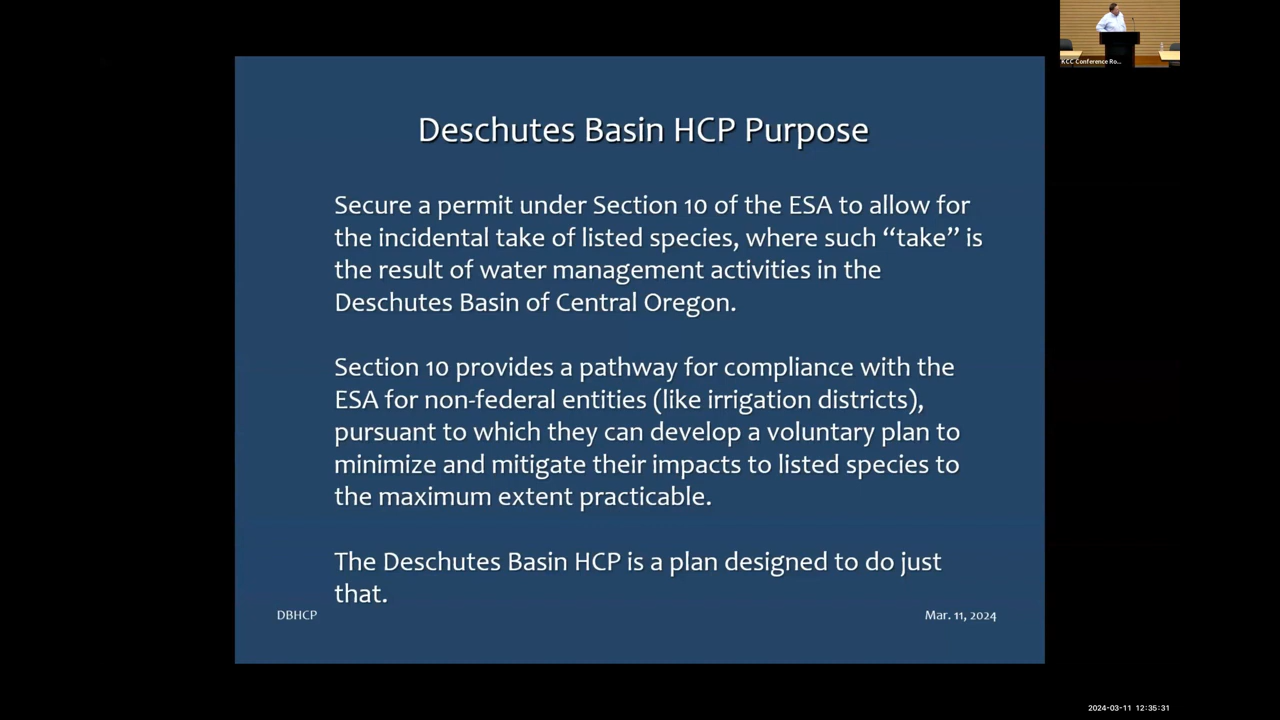 KCC Conference Ro...
Deschutes Basin HCP Purpose
Secure a permit under Section 10 of the ESA to allow for
the incidental take of listed species, where such “take” is
the result of water management activities in the
Deschutes Basin of Central Oregon.
Section 10 provides a pathway for compliance with the
ESA for non-federal entities (like irrigation districts),
pursuant to which they can develop a voluntary plan to
minimize and mitigate their impacts to listed species to
the maximum extent practicable.
The Deschutes Basin HCP is a plan designed to do just
that.
DBHCP
Mar. 11, 2024
2024-03-11 12:35:31